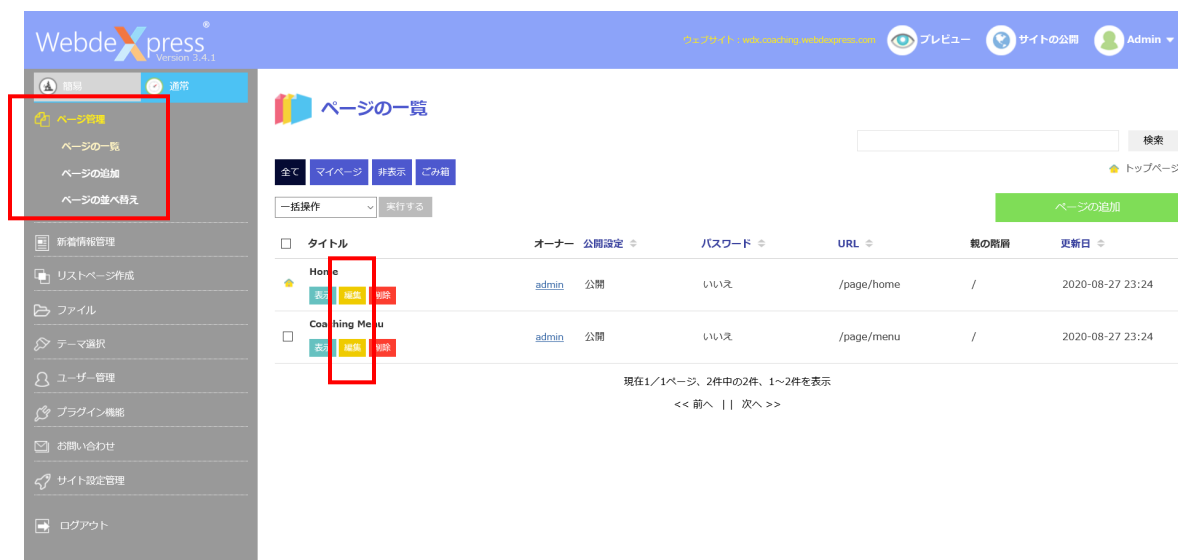 WebdeXpress®
Version 3.4.1
ウェブサイト : wdx.coaching.webdexpress.com
プレビュー
サイトの公開
Admin
簡易
通常
ページ管理
ページの一覧
ページの追加
ページの並べ替え
新着情報管理
リストページ作成
ファイル
テーマ選択
ユーザー管理
プラグイン機能
お問い合わせ
サイト設定管理
ログアウト
ページの一覧
検索
全て マイページ 非表示 ごみ箱
トップページ
一括操作 実行する
ページの追加
タイトル オーナー 公開設定 パスワード URL 親の階層 更新日
Home
表示 編集 削除
admin 公開 いいえ /page/home / 2020-08-27 23:24
Coaching Menu
表示 編集 削除
admin 公開 いいえ /page/menu / 2020-08-27 23:24
現在1/1ページ、2件中の2件、1~2件を表示
<< 前へ || 次へ >>